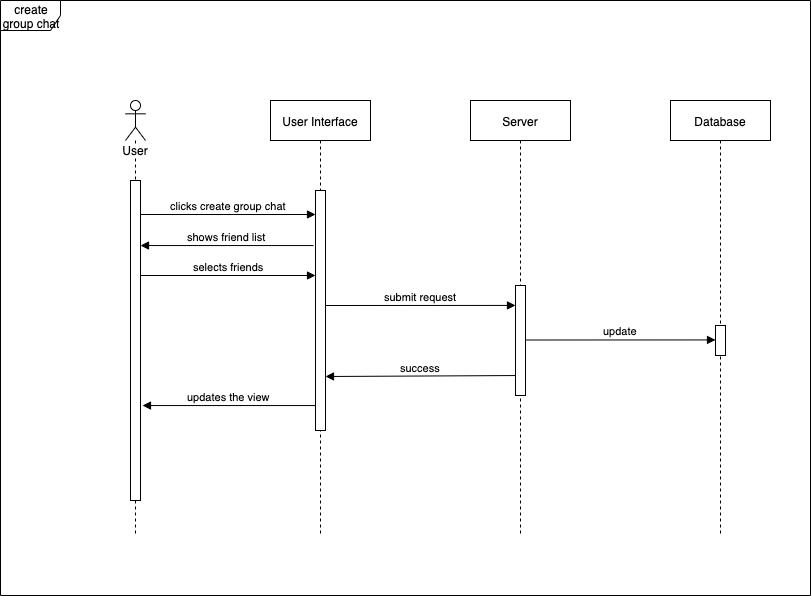 create
group chat
User
User Interface
Server
Database
clicks create group chat
shows friend list
selects friends
submit request
update
success
updates the view